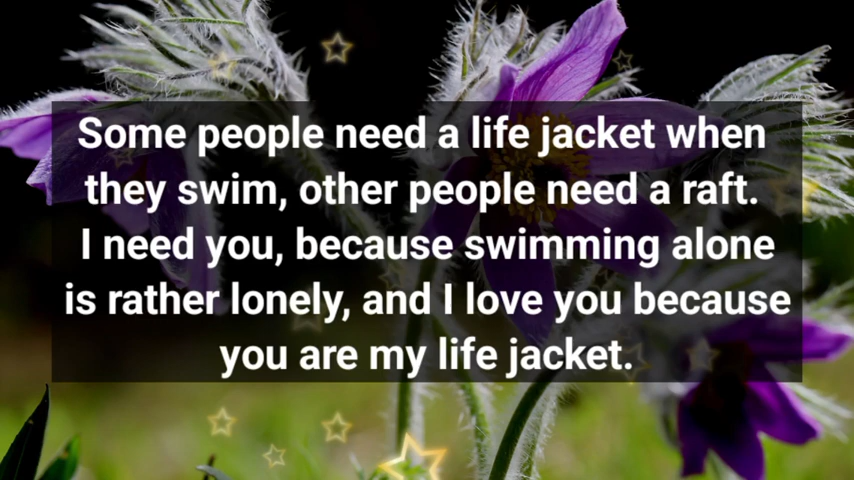 Some people need a life jacket when
they swim, other people need a raft.
I need you, because swimming alone
is rather lonely, and I love you because
you are my life jacket.